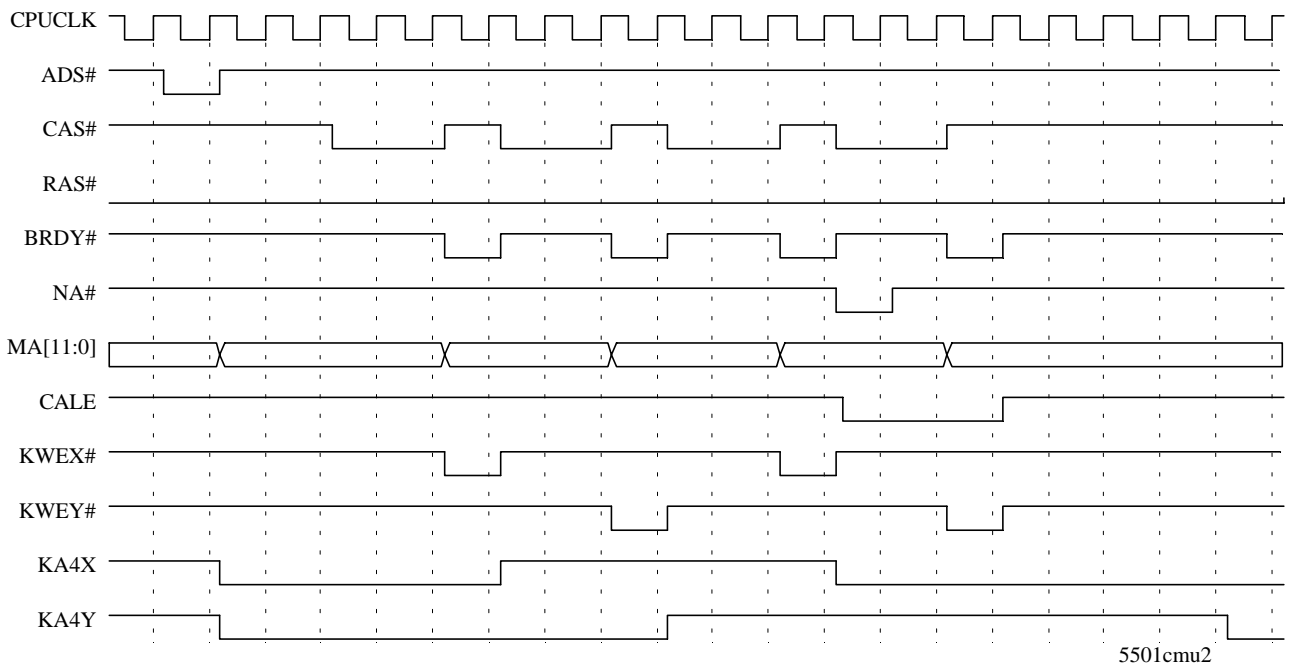 CPUCLK
ADS#
CAS#
RAS#
BRDY#
NA#
MA[11:0]
CALE
KWEX#
KWEY#
KA4X
KA4Y
5501cmu2